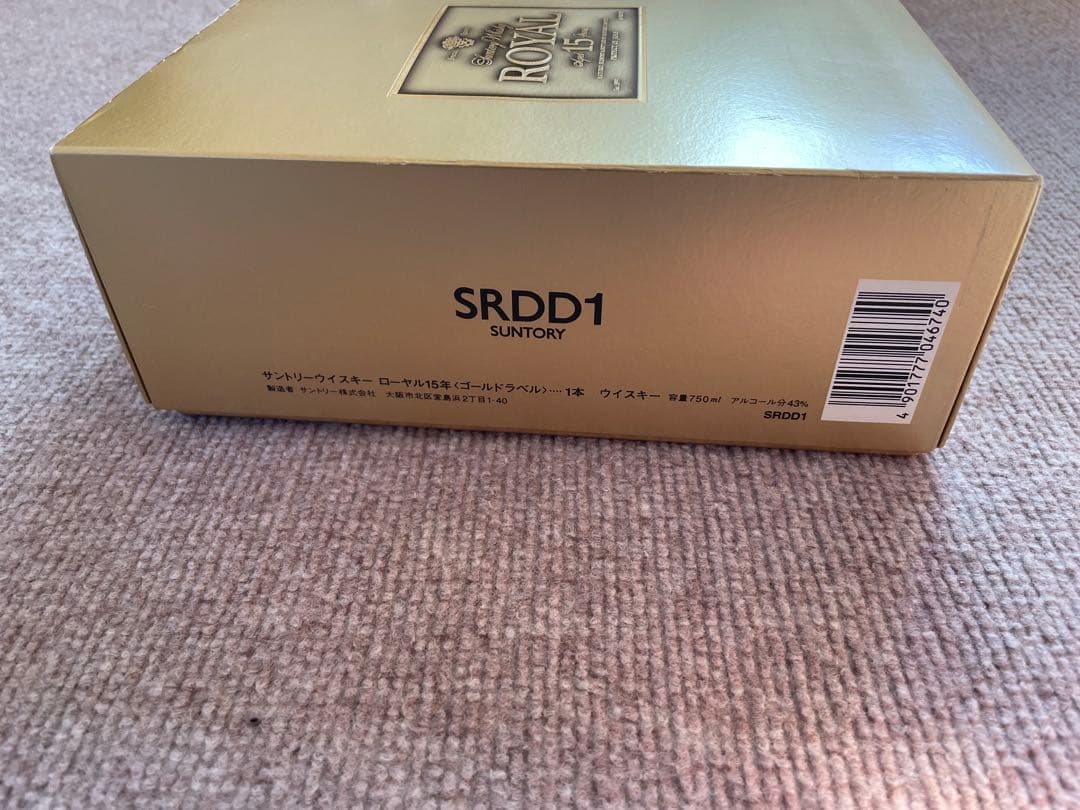 Suntory Whisky
ROYAL
Aged 15 Years
SRDD1
SUNTORY
サントリーウイスキー ローヤル15年〈ゴールドラベル〉‥‥1本 ウイスキー 容量750ml アルコール分43%
製造者 サントリー株式会社 大阪市北区堂島浜2丁目1-40
SRDD1
4 901777 046740